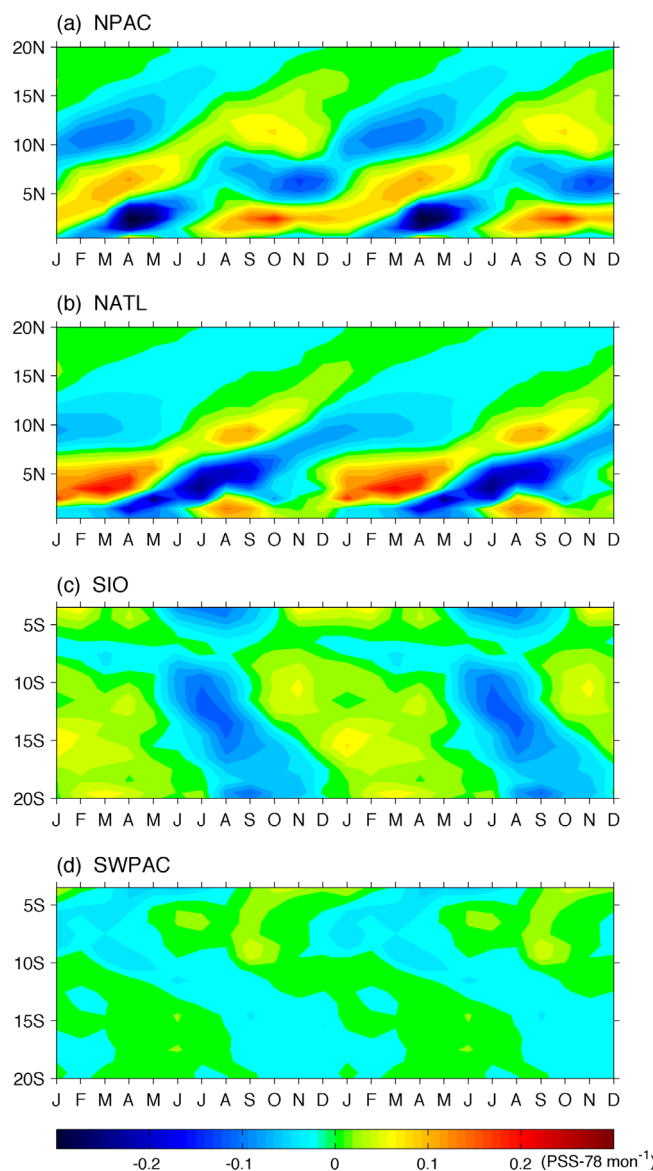 (a) NPAC
20N
15N
10N
5N
J F M A M J J A S O N D J F M A M J J A S O N D
(b) NATL
20N
15N
10N
5N
J F M A M J J A S O N D J F M A M J J A S O N D
(c) SIO
5S
10S
15S
20S
J F M A M J J A S O N D J F M A M J J A S O N D
(d) SWPAC
5S
10S
15S
20S
J F M A M J J A S O N D J F M A M J J A S O N D
-0.2 -0.1 0 0.1 0.2 (PSS-78 mon⁻¹)